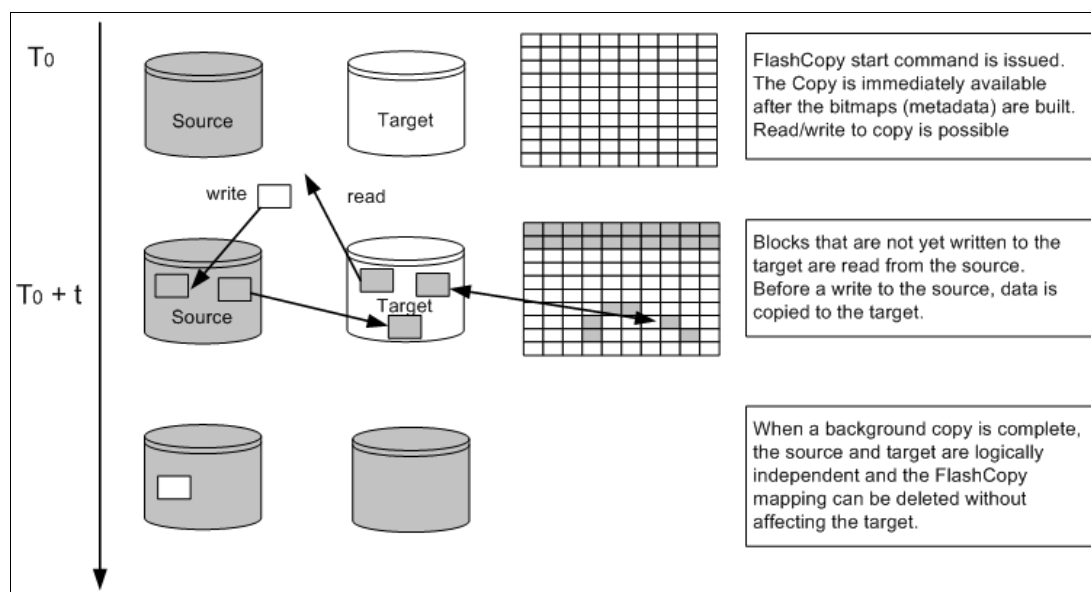 T0
Source
Target
FlashCopy start command is issued.
The Copy is immediately available
after the bitmaps (metadata) are built.
Read/write to copy is possible
write
read
T0 + t
Source
Target
Blocks that are not yet written to the
target are read from the source.
Before a write to the source, data is
copied to the target.
When a background copy is complete,
the source and target are logically
independent and the FlashCopy
mapping can be deleted without
affecting the target.